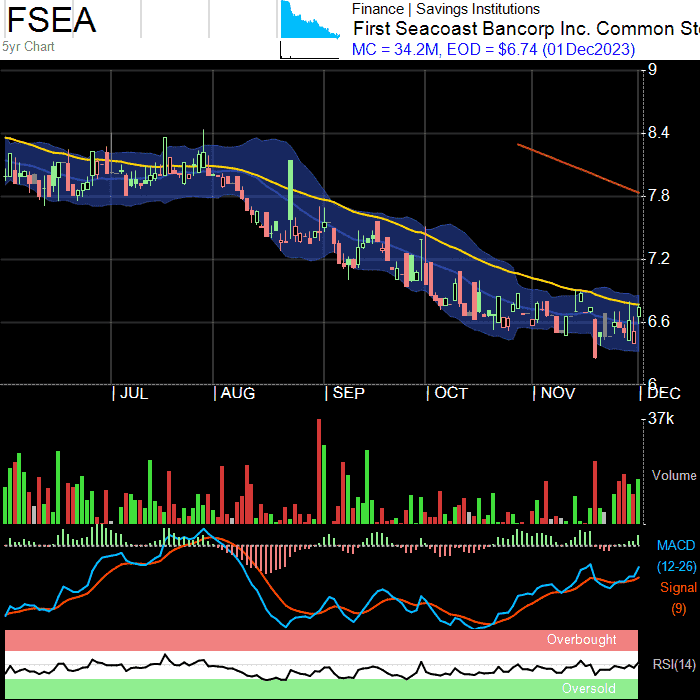 FSEA
5yr Chart
Finance | Savings Institutions
First Seacoast Bancorp Inc. Common Sto
MC = 34.2M, EOD = $6.74 (01Dec2023)
9
8.4
7.8
7.2
6.6
6
JUL AUG SEP OCT NOV DEC
37k
Volume
MACD
(12-26)
Signal
(9)
Overbought
RSI(14)
Oversold